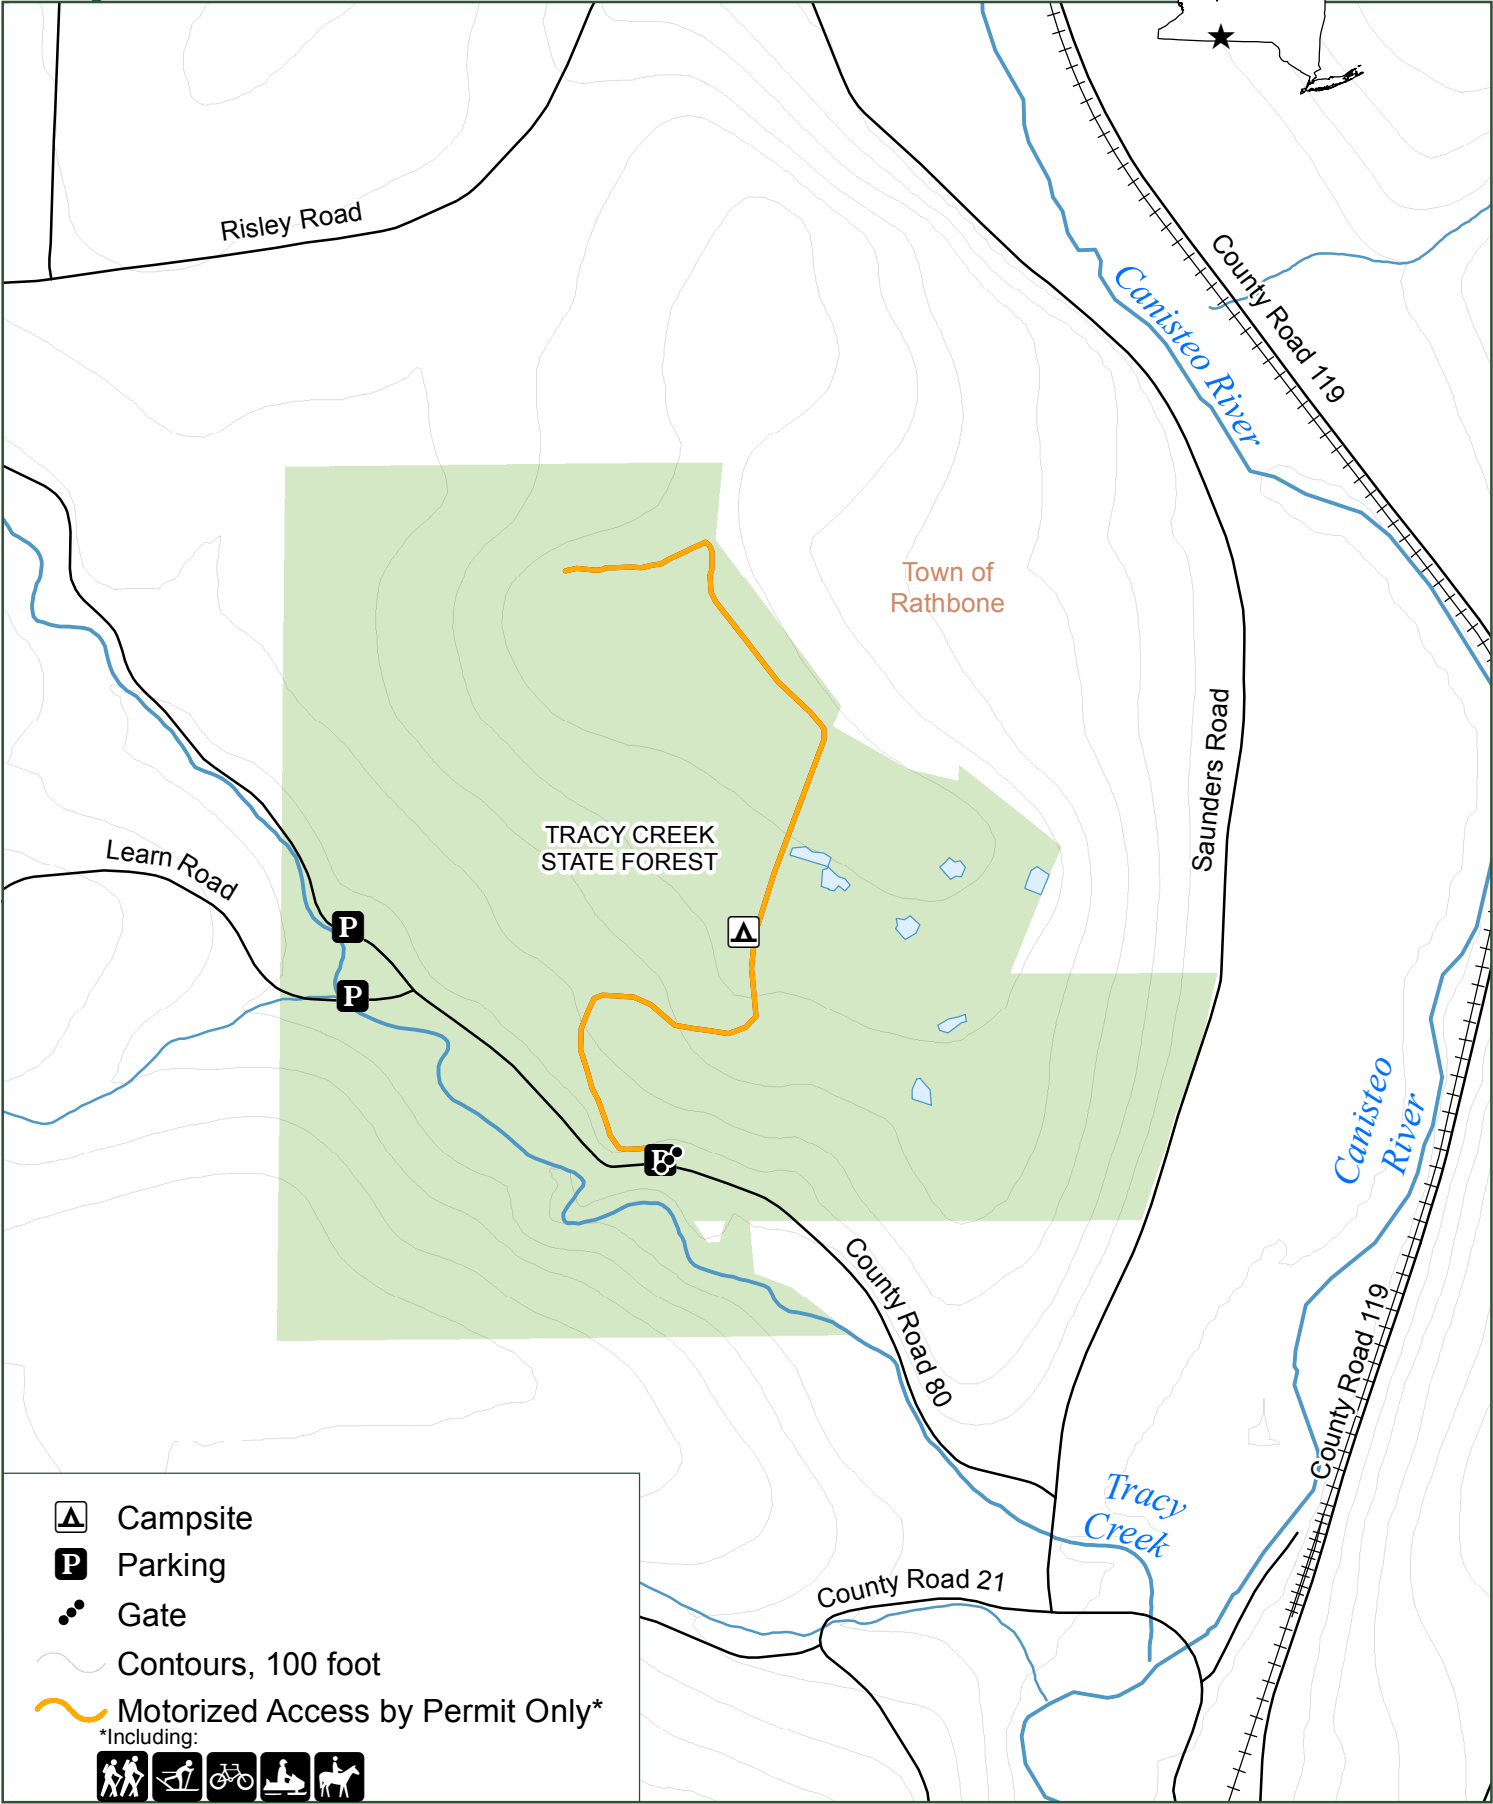 Risley Road
County Road 119
Canisteo River
Town of
Rathbone
Saunders Road
TRACY CREEK
STATE FOREST
Learn Road
P
P
P
Canisteo
River
County Road 80
County Road 119
Tracy
Creek
County Road 21
Campsite
P Parking
Gate
Contours, 100 foot
Motorized Access by Permit Only*
*Including: